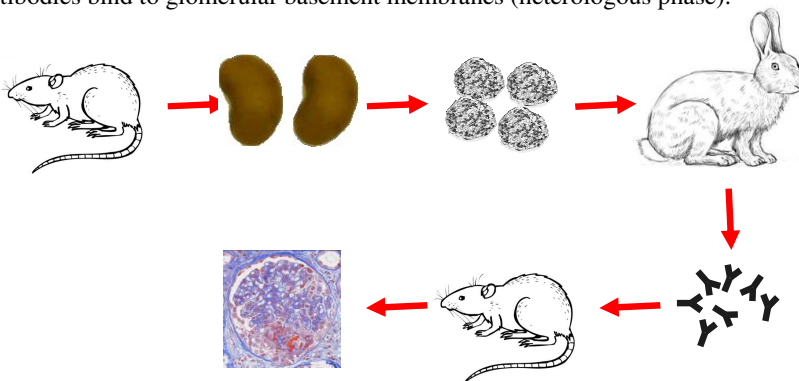 tibodies bind to glomerular basement membranes (heterologous phase).